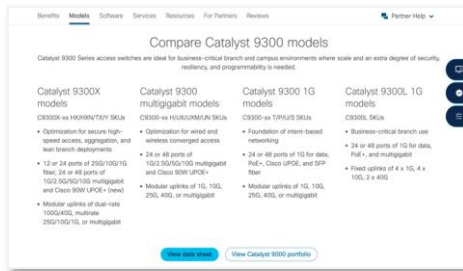 Benefits Models Software Services Resources For Partners Reviews Partner Help
Compare Catalyst 9300 models
Catalyst 9300 Series access switches are ideal for business-critical branch and campus environments where scale and an extra degree of security,
resiliency, and programmability is needed.
Catalyst 9300X
models
C9300X-xx HX/HXN/TX/Y SKUs
• Optimization for secure high-
speed access, aggregation, and
lean branch deployments
• 12 or 24 ports of 25G/10G/1G
fiber, 24 or 48 ports of
1G/2.5G/5G/10G multigigabit
and Cisco 90W UPOE+ (new)
• Modular uplinks of dual-rate
100G/40G, multirate
25G/10G/1G, or multigigabit
Catalyst 9300
multigigabit models
C9300-xx H/UX/UXM/UN SKUs
• Optimization for wired and
wireless converged access
• 24 or 48 ports of
1G/2.5G/5G/10G multigigabit
and Cisco 90W UPOE+
• Modular uplinks of 1G, 10G,
25G, 40G, or multigigabit
Catalyst 9300 1G
models
C9300-xx T/P/U/S SKUs
• Foundation of intent-based
networking
• 24 or 48 ports of 1G for data,
PoE+, Cisco UPOE, and SFP
fiber
• Modular uplinks of 1G, 10G,
25G, 40G, or multigigabit
Catalyst 9300L 1G
models
C9300L SKUs
• Business-critical branch use
• 24 or 48 ports of 1G for data,
PoE+, and multigigabit
• Fixed uplinks of 4 x 1G, 4 x
10G, 2 x 40G
View data sheet
View Catalyst 9000 portfolio